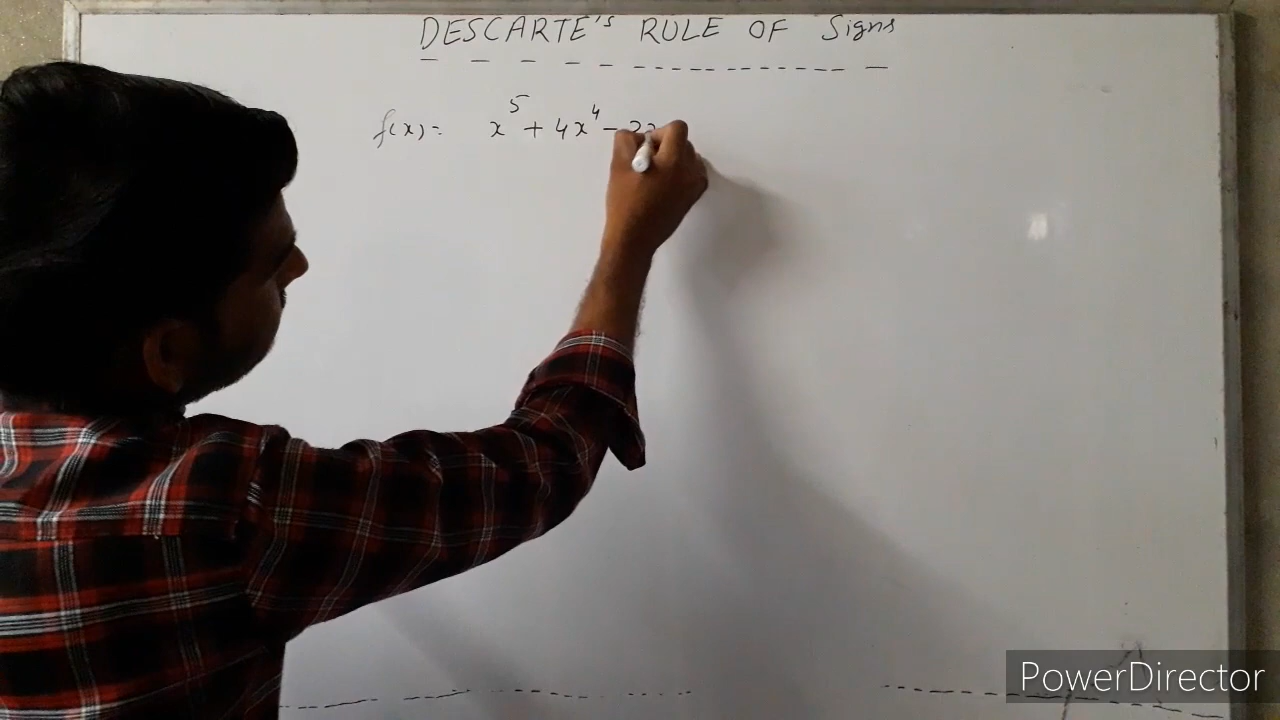 DESCARTE's RULE OF Signs
f(x) = x⁵ + 4x⁴ -
PowerDirector